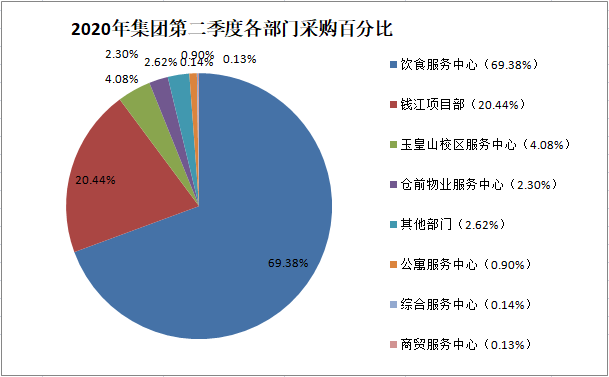 2020年集团第二季度各部门采购百分比
2.30%
0.90%
0.13%
2.62%
0.14%
4.08%
20.44%
69.38%
饮食服务中心（69.38%）
钱江项目部（20.44%）
玉皇山校区服务中心（4.08%）
仓前物业服务中心（2.30%）
其他部门（2.62%）
公寓服务中心（0.90%）
综合服务中心（0.14%）
商贸服务中心（0.13%）